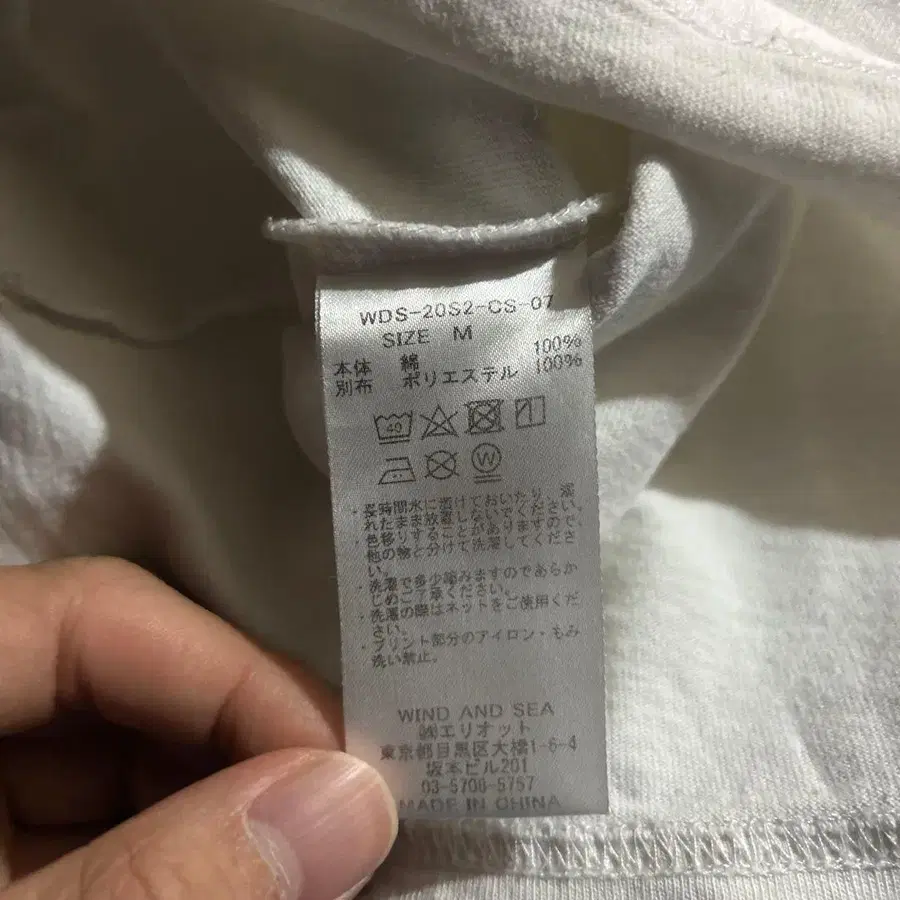 WDS-20S2-CS-07
SIZE M
本体 綿 100%
別布 ポリエステル 100%
40
W
・長時間水に漬けておいたり、濡
れたまま放置しないでください。
・色移りすることがありますので、
他の物と分けて洗濯してくださ
い。
・洗濯で多少縮みますのであらか
じめご了承ください。
・洗濯の際はネットをご使用くだ
さい。
・プリント部分のアイロン・もみ
洗い禁止。
WIND AND SEA
㈱エリオット
東京都目黒区大橋1-6-4
坂本ビル201
03-5708-5757
MADE IN CHINA